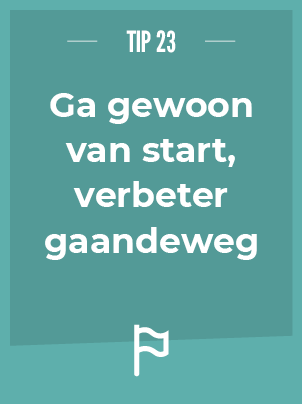 TIP 23
Ga gewoon
van start,
verbeter
gaandeweg